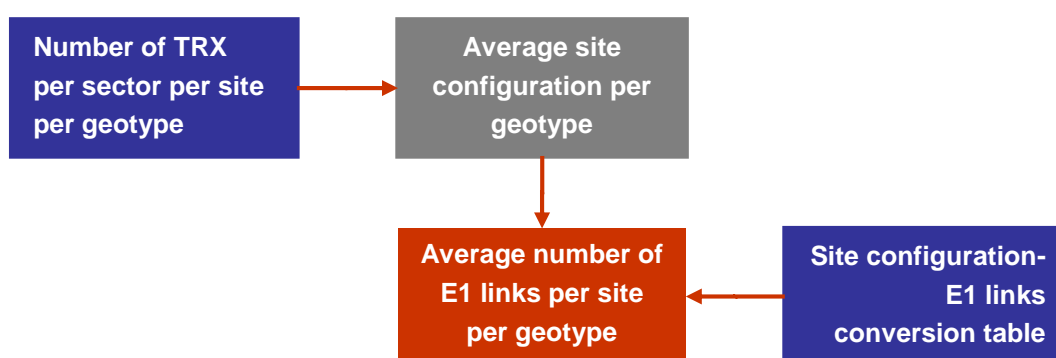 Number of TRX
per sector per site
per geotype
Average site
configuration per
geotype
Average number of
E1 links per site
per geotype
Site configuration-
E1 links
conversion table